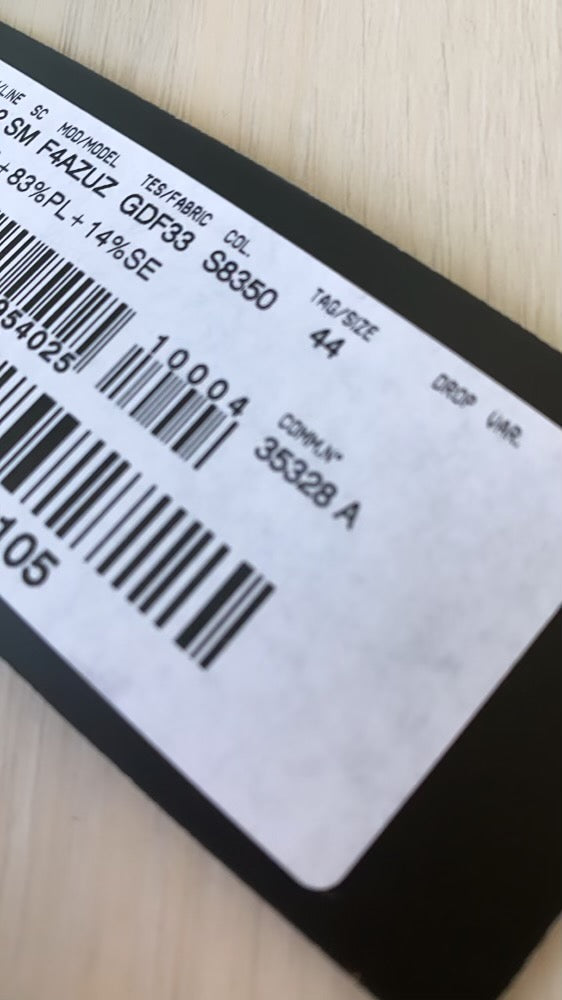 /LINE SC MOD/MODEL TES/FABRIC COL. TAG/SIZE DROP VAR.
SM F4AZUZ GDF33 S8350 44
+83%PL+14%SE
954025 10004
COMM.N°
35328 A
105